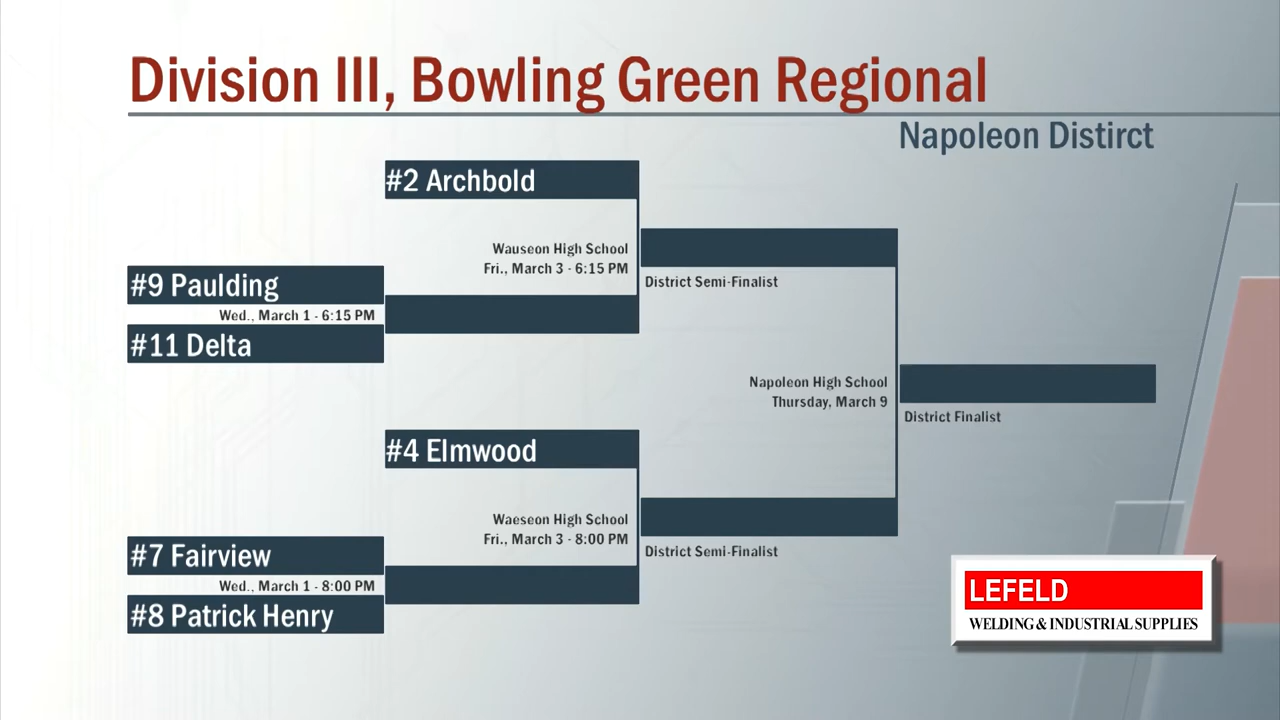 Division III, Bowling Green Regional
Napoleon Distirct
#2 Archbold
Wauseon High School
Fri., March 3 - 6:15 PM
District Semi-Finalist
#9 Paulding
Wed., March 1 - 6:15 PM
#11 Delta
Napoleon High School
Thursday, March 9
District Finalist
#4 Elmwood
Waeseon High School
Fri., March 3 - 8:00 PM
District Semi-Finalist
#7 Fairview
Wed., March 1 - 8:00 PM
#8 Patrick Henry
LEFELD
WELDING & INDUSTRIAL SUPPLIES